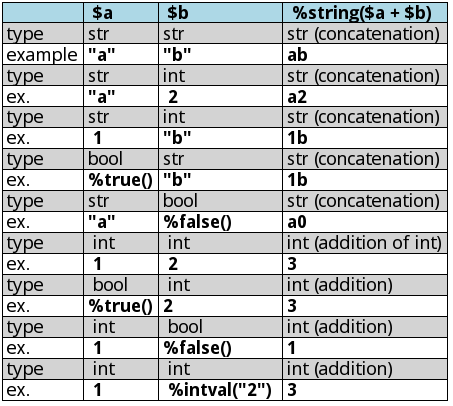 $a $b %string($a + $b)
type str str str (concatenation)
example "a" "b" ab
type str int str (concatenation)
ex. "a" 2 a2
type str int str (concatenation)
ex. 1 "b" 1b
type bool str str (concatenation)
ex. %true() "b" 1b
type str bool str (concatenation)
ex. "a" %false() a0
type int int int (addition of int)
ex. 1 2 3
type bool int int (addition)
ex. %true() 2 3
type int bool int (addition)
ex. 1 %false() 1
type int int int (addition)
ex. 1 %intval("2") 3